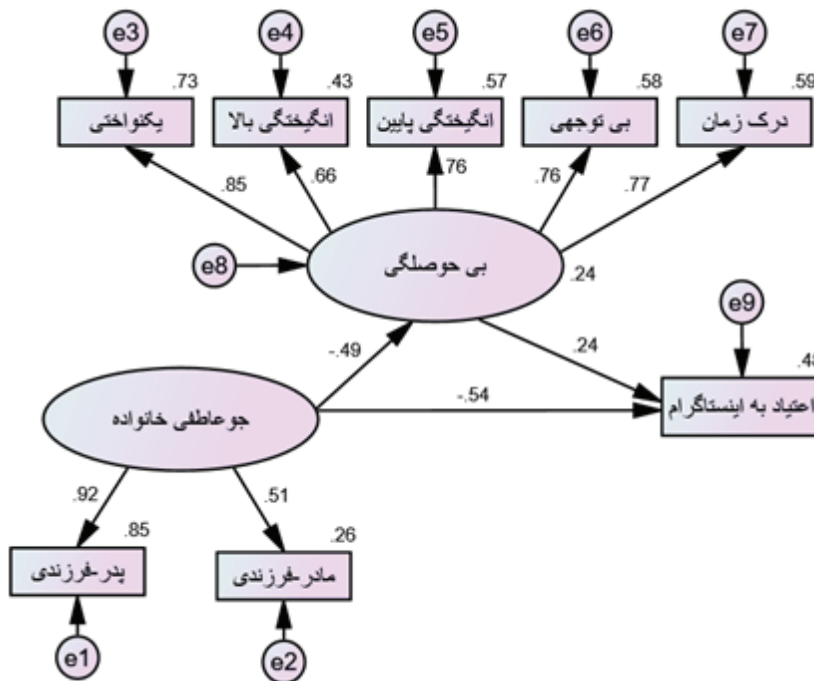 e3
e4
e5
e6
e7
.73
.43
.57
.58
.59
یکنواختی
انگیختگی بالا
انگیختگی پایین
بی توجهی
درک زمان
.85
.66
.76
.76
.77
e8
بی حوصلگی
.24
e9
-.49
.24
.48
-.54
اعتیاد به اینستاگرام
جوعاطفی خانواده
.92
.51
.85
.26
پدر-فرزندی
مادر-فرزندی
e1
e2